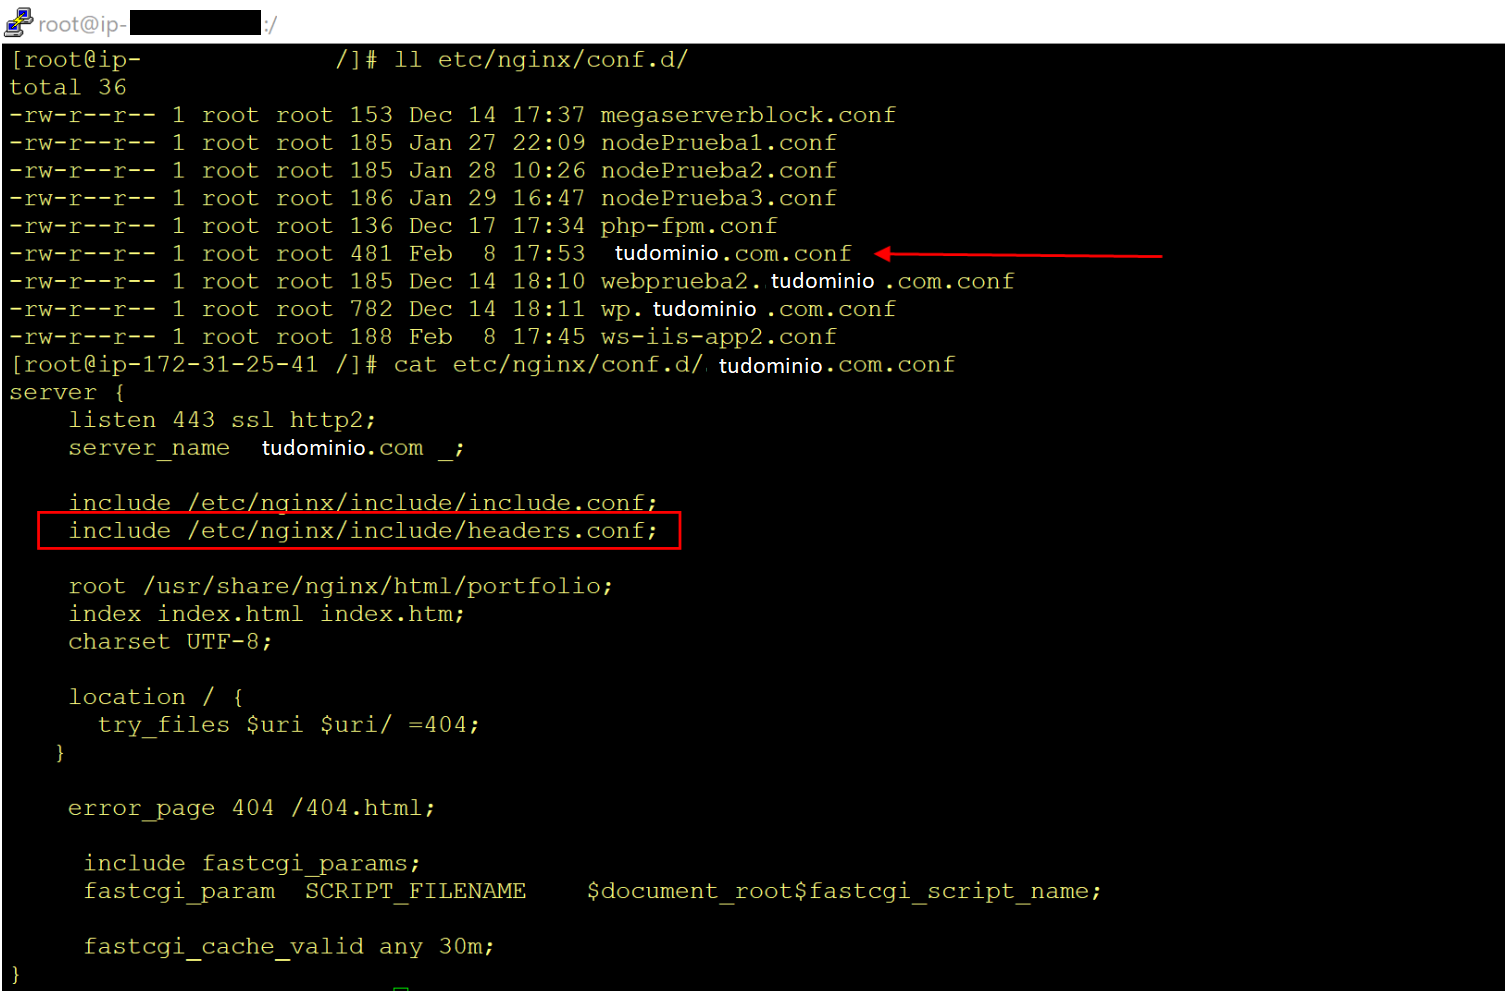 root@ip- :/
[root@ip- /]# ll etc/nginx/conf.d/
total 36
-rw-r--r-- 1 root root 153 Dec 14 17:37 megaserverblock.conf
-rw-r--r-- 1 root root 185 Jan 27 22:09 nodePrueba1.conf
-rw-r--r-- 1 root root 185 Jan 28 10:26 nodePrueba2.conf
-rw-r--r-- 1 root root 186 Jan 29 16:47 nodePrueba3.conf
-rw-r--r-- 1 root root 136 Dec 17 17:34 php-fpm.conf
-rw-r--r-- 1 root root 481 Feb  8 17:53 tudominio.com.conf
-rw-r--r-- 1 root root 185 Dec 14 18:10 webprueba2.tudominio.com.conf
-rw-r--r-- 1 root root 782 Dec 14 18:11 wp.tudominio.com.conf
-rw-r--r-- 1 root root 188 Feb  8 17:45 ws-iis-app2.conf
[root@ip-172-31-25-41 /]# cat etc/nginx/conf.d/tudominio.com.conf
server {
    listen 443 ssl http2;
    server_name  tudominio.com _;
    include /etc/nginx/include/include.conf;
    include /etc/nginx/include/headers.conf;
    root /usr/share/nginx/html/portfolio;
    index index.html index.htm;
    charset UTF-8;
    location / {
      try_files $uri $uri/ =404;
   }
    error_page 404 /404.html;
     include fastcgi_params;
     fastcgi_param  SCRIPT_FILENAME    $document_root$fastcgi_script_name;
     fastcgi_cache_valid any 30m;
}